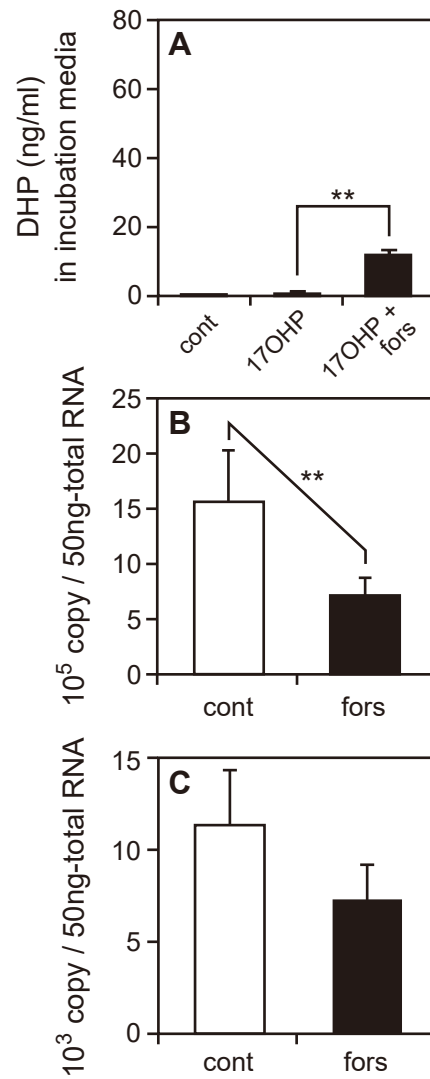 A
DHP (ng/ml)
in incubation media
80
60
40
20
0
**
cont
17OHP
17OHP +
fors
B
10⁵ copy / 50ng-total RNA
25
20
15
10
5
0
**
cont
fors
C
10³ copy / 50ng-total RNA
15
10
5
0
cont
fors